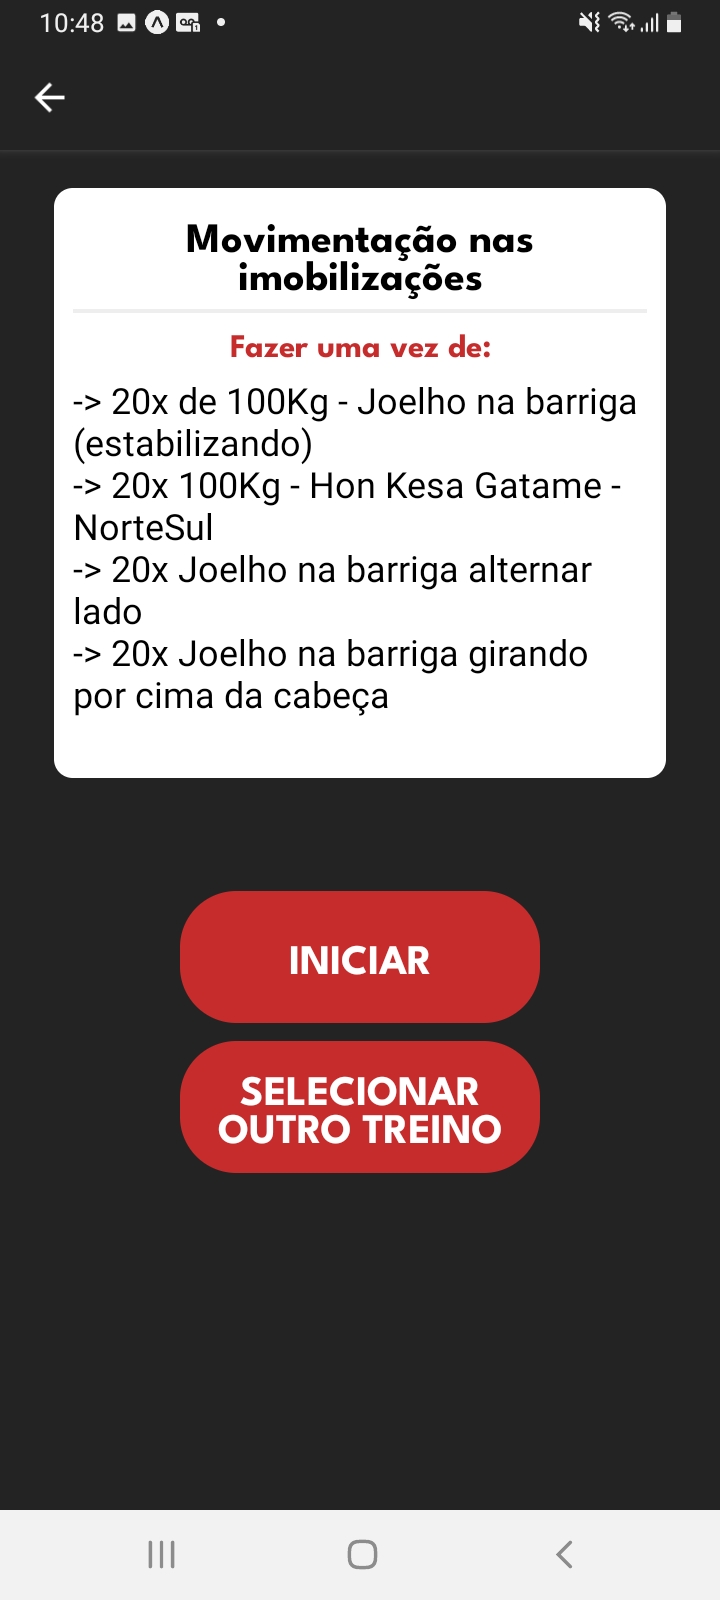 10:48
Movimentação nas
imobilizações
Fazer uma vez de:
-> 20x de 100Kg - Joelho na barriga
(estabilizando)
-> 20x 100Kg - Hon Kesa Gatame -
NorteSul
-> 20x Joelho na barriga alternar
lado
-> 20x Joelho na barriga girando
por cima da cabeça
INICIAR
SELECIONAR
OUTRO TREINO